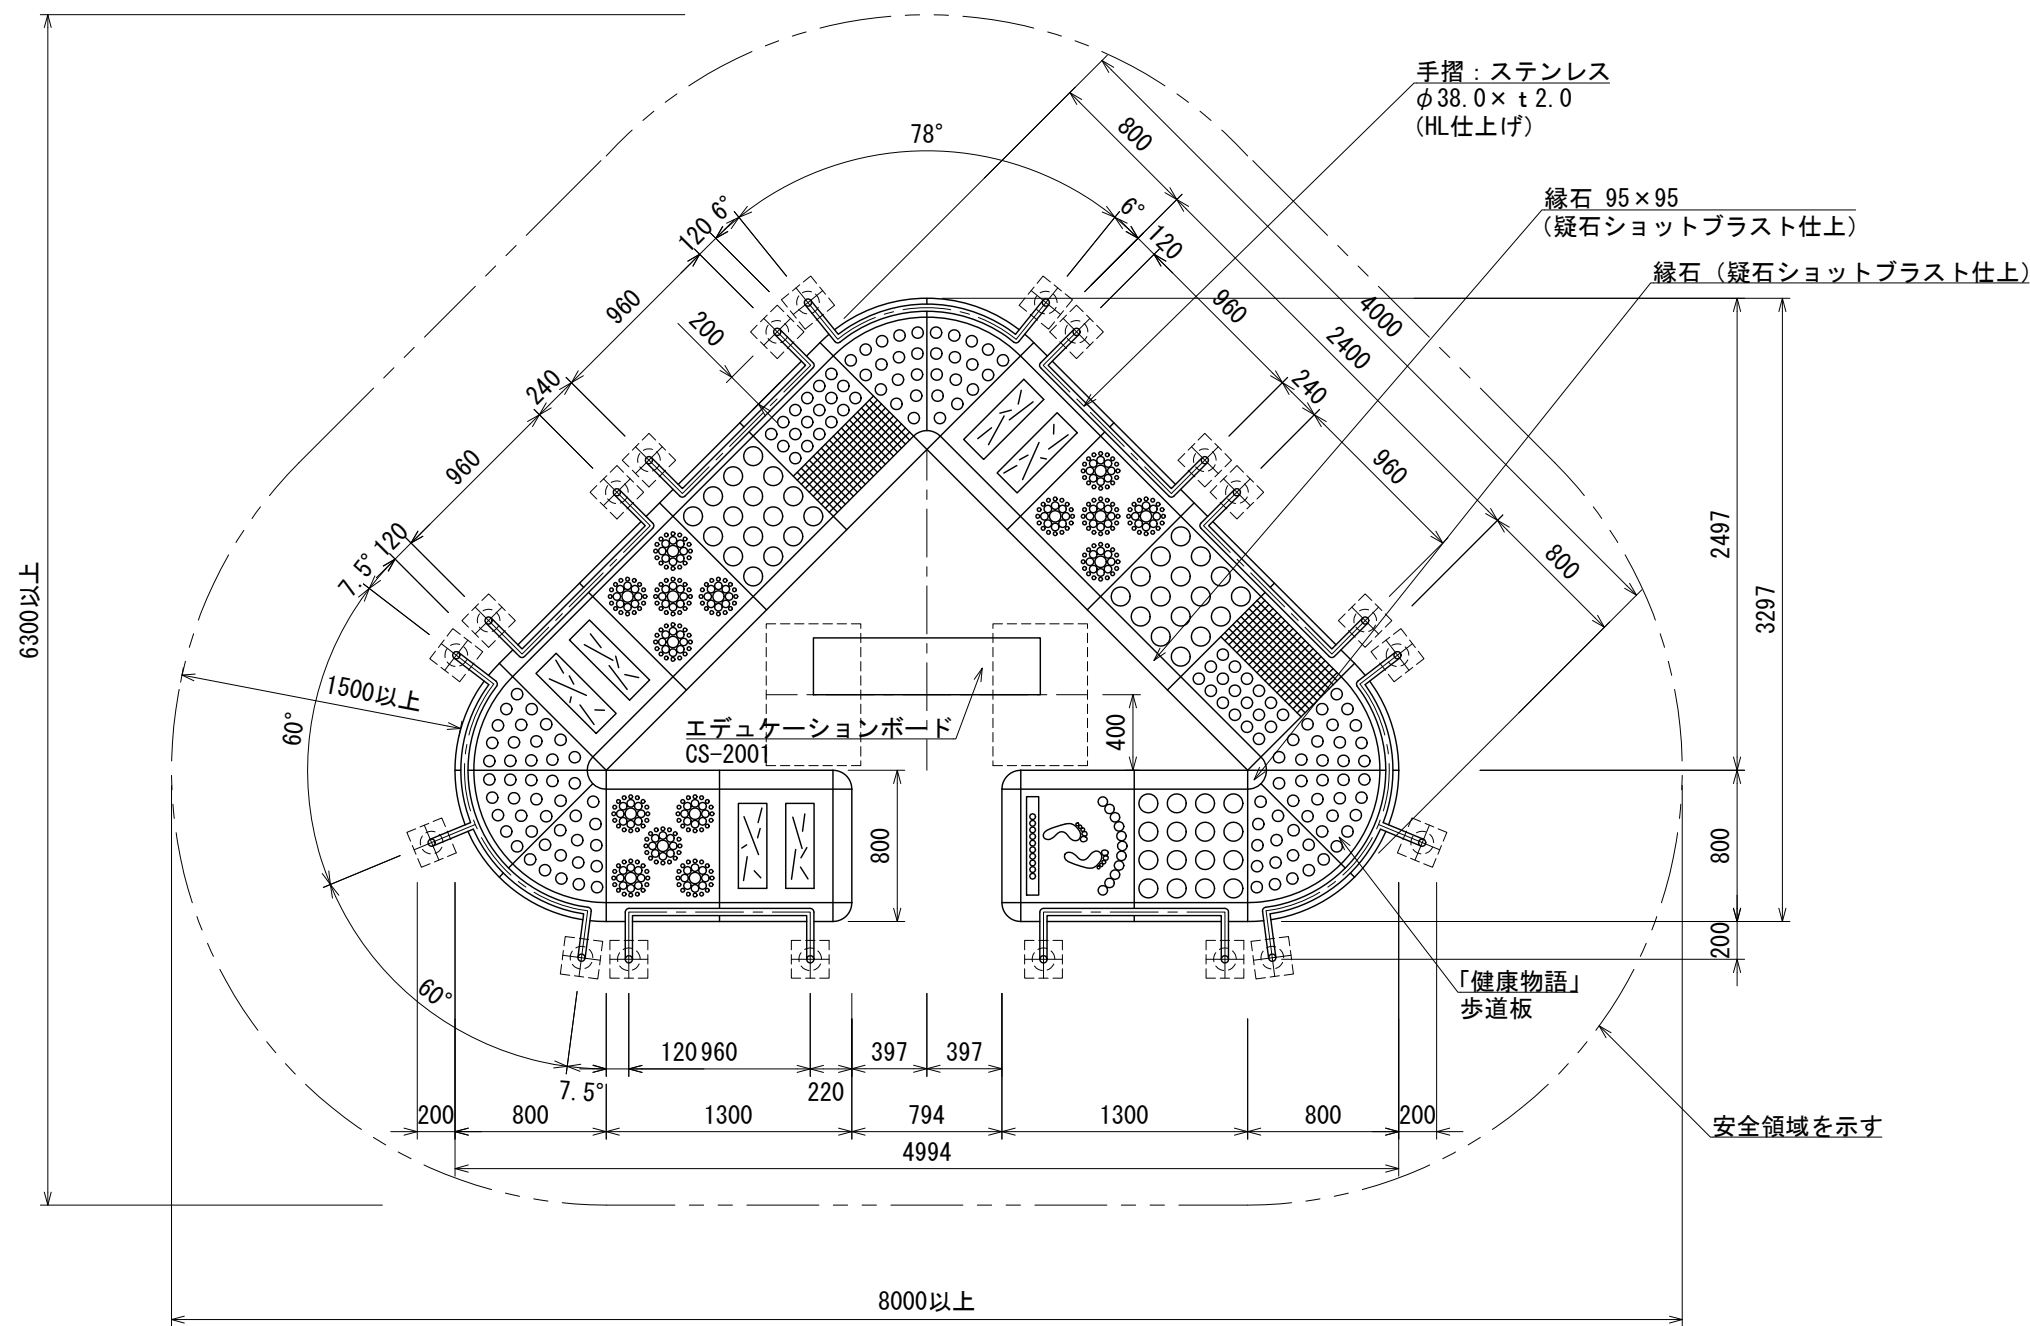 手摺：ステンレス
φ38.0×t2.0
(HL仕上げ)
縁石 95×95
(疑石ショットブラスト仕上)
縁石（疑石ショットブラスト仕上）
78°
6°
6°
120
120
800
960
960
200
4000
2400
240
240
960
960
120
7.5°
800
2497
3297
6300以上
1500以上
60°
エデュケーションボード
CS-2001
400
800
800
200
「健康物語」
歩道板
60°
120
960
397
397
7.5°
220
200
800
1300
794
1300
800
200
4994
安全領域を示す
8000以上